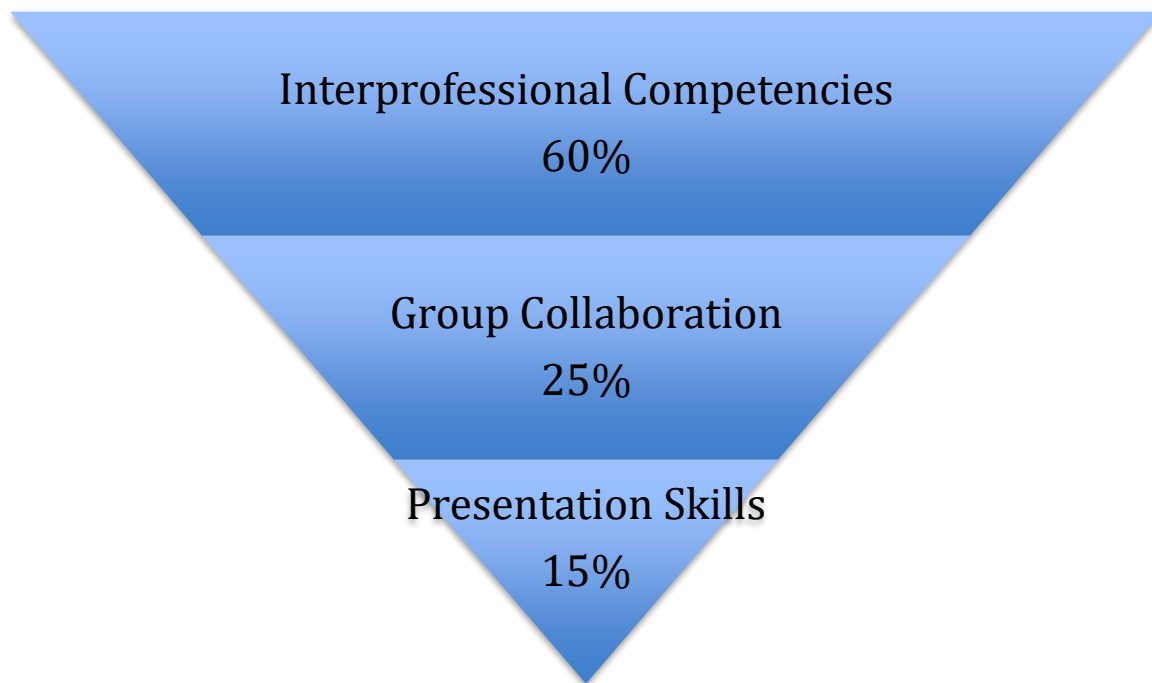 Interprofessional Competencies
60%
Group Collaboration
25%
Presentation Skills
15%